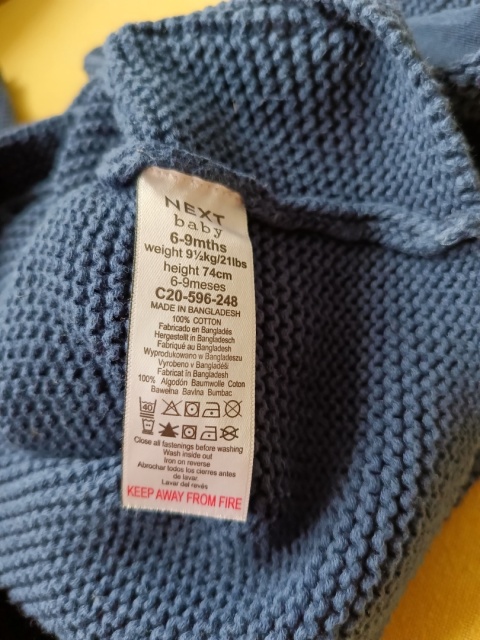 NEXT
baby
6-9mths
weight 9½kg/21lbs
height 74cm
6-9meses
C20-596-248
MADE IN BANGLADESH
100% COTTON
Fabricado en Bangladés
Hergestellt in Bangladesch
Fabriqué au Bangladesh
Wyprodukowano w Bangladeszu
Vyrobeno v Bangladéši
Fabricat în Bangladesh
100% Algodón Baumwolle Coton
Bawełna Bavlna Bumbac
40
Close all fastenings before washing
Wash inside out
Iron on reverse
Abrochar todos los cierres antes
de lavar
Lavar del revés
KEEP AWAY FROM FIRE